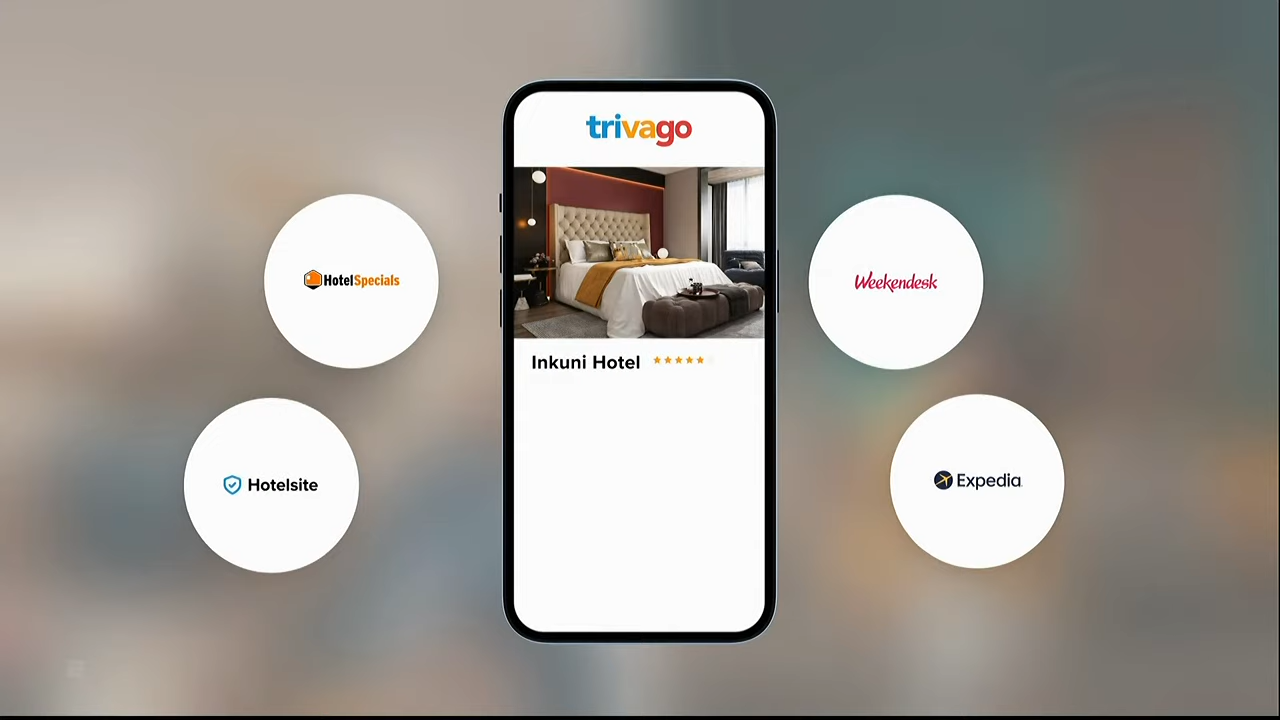 trivago
HotelSpecials
Weekendesk
Inkuni Hotel
Hotelsite
Expedia